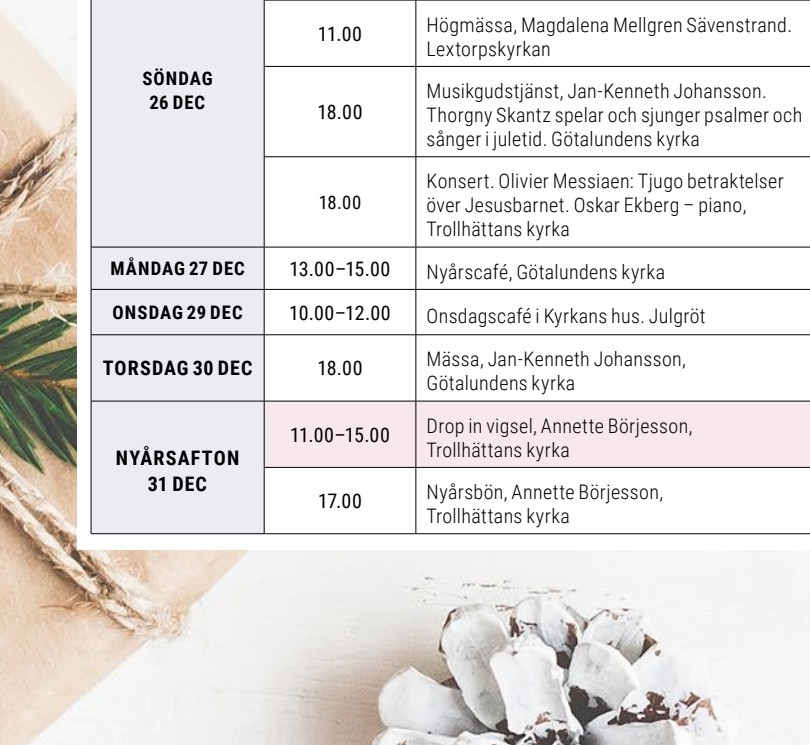 SÖNDAG
26 DEC
11.00
Högmässa, Magdalena Mellgren Sävenstrand.
Lextorpskyrkan
18.00
Musikgudstjänst, Jan-Kenneth Johansson.
Thorgny Skantz spelar och sjunger psalmer och
sånger i juletid. Götalundens kyrka
18.00
Konsert. Olivier Messiaen: Tjugo betraktelser
över Jesusbarnet. Oskar Ekberg – piano,
Trollhättans kyrka
MÅNDAG 27 DEC
13.00–15.00
Nyårscafé, Götalundens kyrka
ONSDAG 29 DEC
10.00–12.00
Onsdagscafé i Kyrkans hus. Julgröt
TORSDAG 30 DEC
18.00
Mässa, Jan-Kenneth Johansson,
Götalundens kyrka
NYÅRSAFTON
31 DEC
11.00–15.00
Drop in vigsel, Annette Börjesson,
Trollhättans kyrka
17.00
Nyårsbön, Annette Börjesson,
Trollhättans kyrka